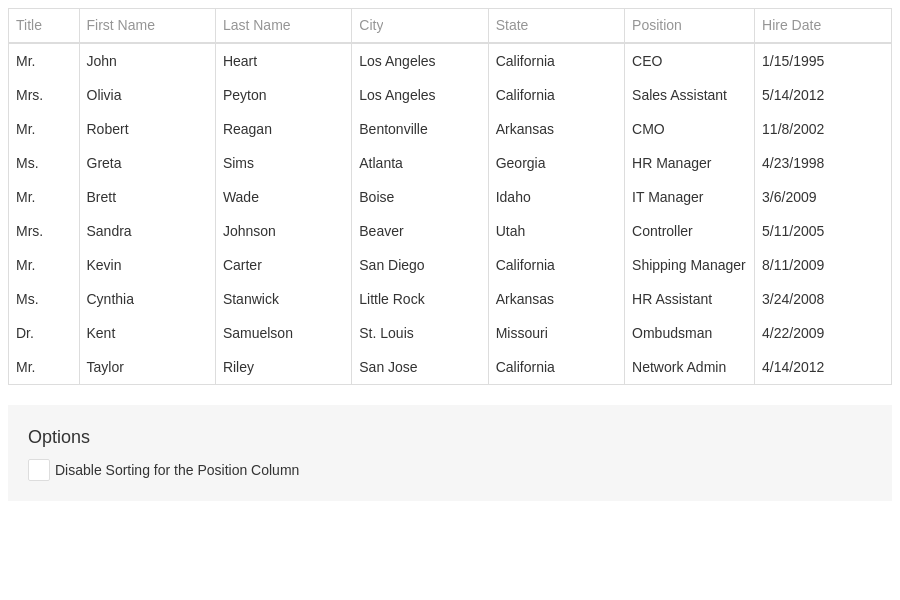 Title First Name Last Name City State Position Hire Date
Mr. John Heart Los Angeles California CEO 1/15/1995
Mrs. Olivia Peyton Los Angeles California Sales Assistant 5/14/2012
Mr. Robert Reagan Bentonville Arkansas CMO 11/8/2002
Ms. Greta Sims Atlanta Georgia HR Manager 4/23/1998
Mr. Brett Wade Boise Idaho IT Manager 3/6/2009
Mrs. Sandra Johnson Beaver Utah Controller 5/11/2005
Mr. Kevin Carter San Diego California Shipping Manager 8/11/2009
Ms. Cynthia Stanwick Little Rock Arkansas HR Assistant 3/24/2008
Dr. Kent Samuelson St. Louis Missouri Ombudsman 4/22/2009
Mr. Taylor Riley San Jose California Network Admin 4/14/2012
Options
Disable Sorting for the Position Column